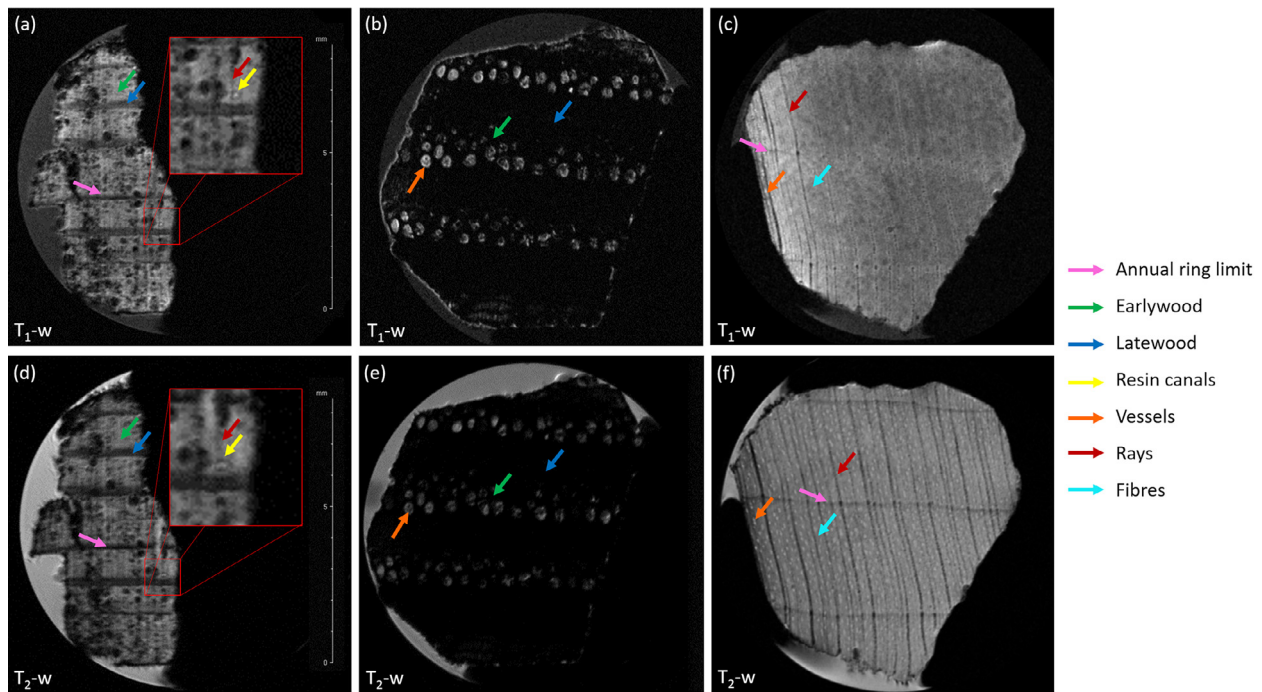 (a)
mm
5
0
T₁-w
(b)
T₁-w
(c)
T₁-w
Annual ring limit
Earlywood
Latewood
Resin canals
Vessels
Rays
Fibres
(d)
mm
5
0
T₂-w
(e)
T₂-w
(f)
T₂-w